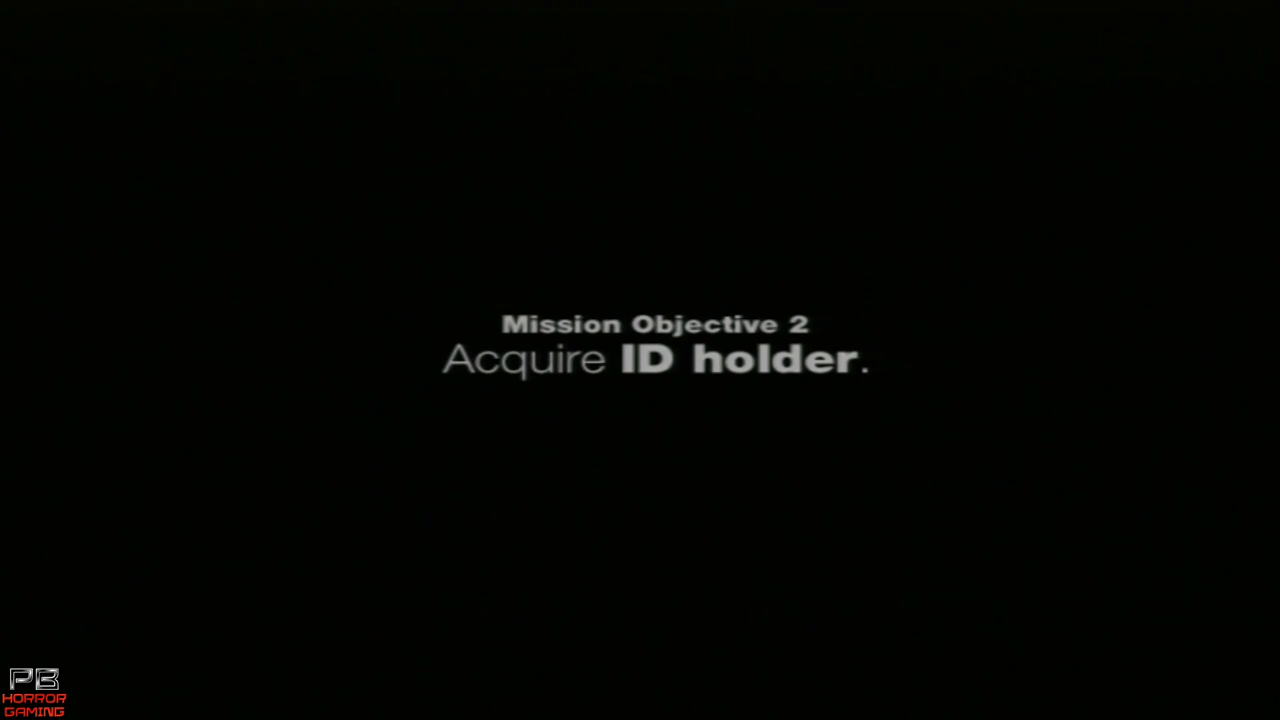 Mission Objective 2
Acquire ID holder.
PB
HORROR
GAMING